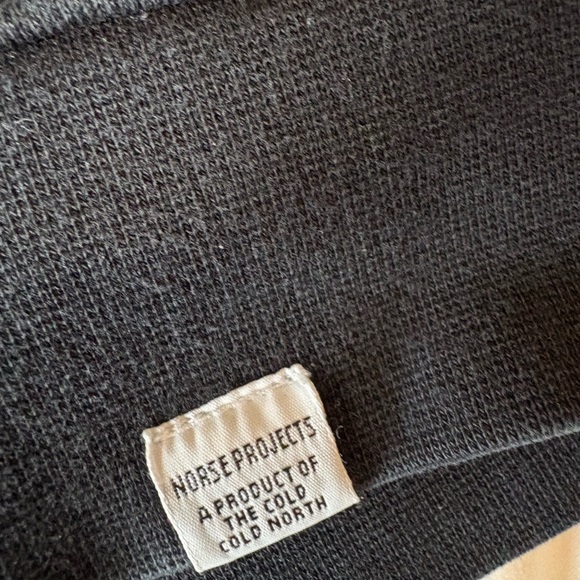 NORSE PROJECTS
A PRODUCT OF
THE COLD
COLD NORTH